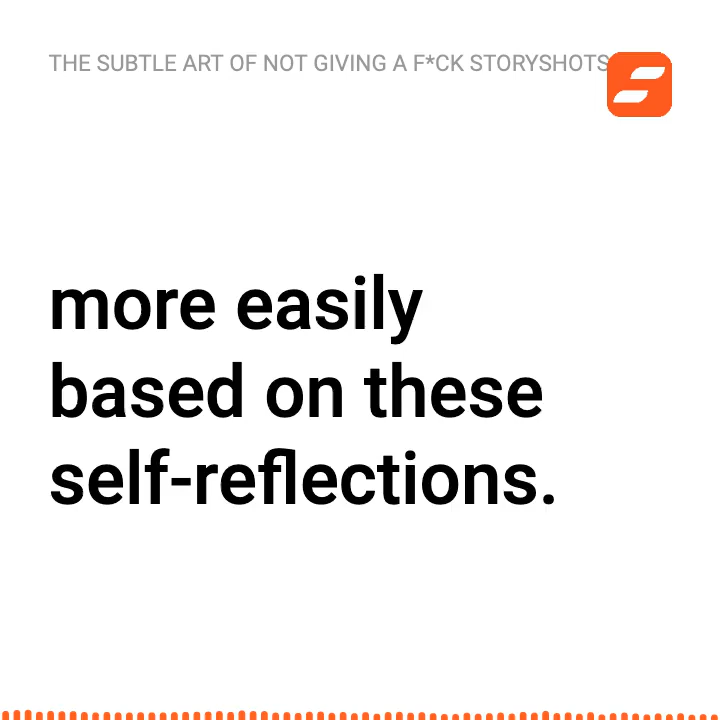 THE SUBTLE ART OF NOT GIVING A F*CK STORYSHOTS
more easily
based on these
self-reflections.